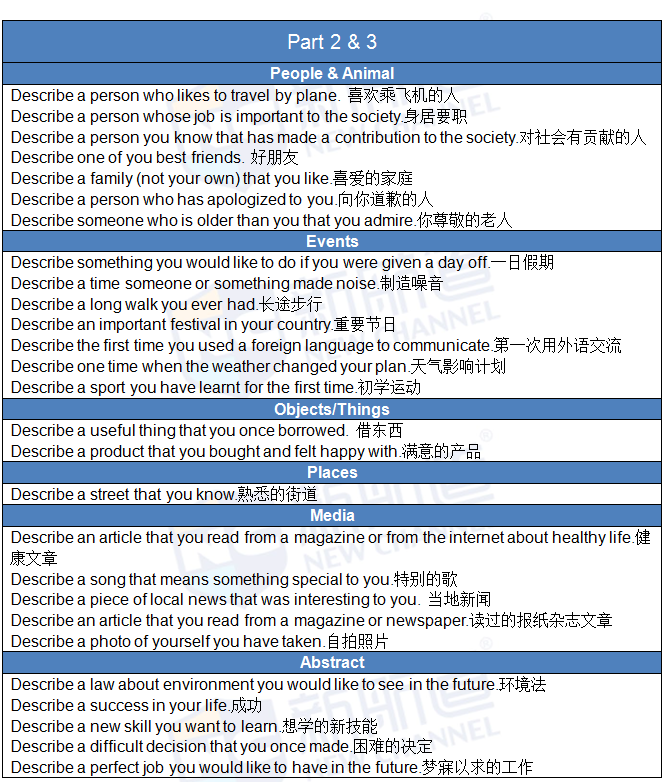 Part 2 & 3
People & Animal
Describe a person who likes to travel by plane. 喜欢乘飞机的人
Describe a person whose job is important to the society.身居要职
Describe a person you know that has made a contribution to the society.对社会有贡献的人
Describe one of you best friends. 好朋友
Describe a family (not your own) that you like.喜爱的家庭
Describe a person who has apologized to you.向你道歉的人
Describe someone who is older than you that you admire.你尊敬的老人
Events
Describe something you would like to do if you were given a day off.一日假期
Describe a time someone or something made noise.制造噪音
Describe a long walk you ever had.长途步行
Describe an important festival in your country.重要节日
Describe the first time you used a foreign language to communicate.第一次用外语交流
Describe one time when the weather changed your plan.天气影响计划
Describe a sport you have learnt for the first time.初学运动
Objects/Things
Describe a useful thing that you once borrowed. 借东西
Describe a product that you bought and felt happy with.满意的产品
Places
Describe a street that you know.熟悉的街道
Media
Describe an article that you read from a magazine or from the internet about healthy life.健
康文章
Describe a song that means something special to you.特别的歌
Describe a piece of local news that was interesting to you. 当地新闻
Describe an article that you read from a magazine or newspaper.读过的报纸杂志文章
Describe a photo of yourself you have taken.自拍照片
Abstract
Describe a law about environment you would like to see in the future.环境法
Describe a success in your life.成功
Describe a new skill you want to learn.想学的新技能
Describe a difficult decision that you once made.困难的决定
Describe a perfect job you would like to have in the future.梦寐以求的工作
NEW CHANNEL